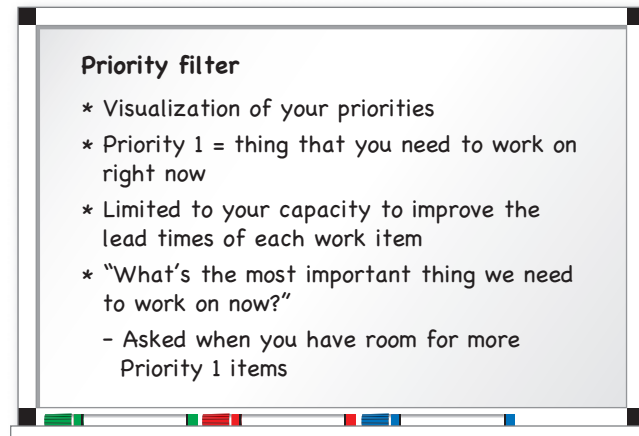 Priority filter
* Visualization of your priorities
* Priority 1 = thing that you need to work on
right now
* Limited to your capacity to improve the
lead times of each work item
* “What’s the most important thing we need
to work on now?”
– Asked when you have room for more
Priority 1 items